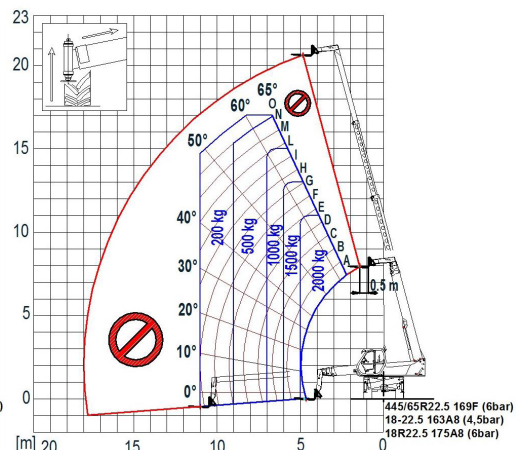 23
20
15
10
5
0
[m] 20
15
10
5
0
)
65°
60°
50°
40°
30°
20°
10°
0°
O
N
M
L
I
H
G
F
E
D
C
B
A
200 kg
500 kg
1000 kg
1500 kg
2000 kg
0.5 m
445/65R22.5 169F (6bar)
18-22.5 163A8 (4,5bar)
18R22.5 175A8 (6bar)